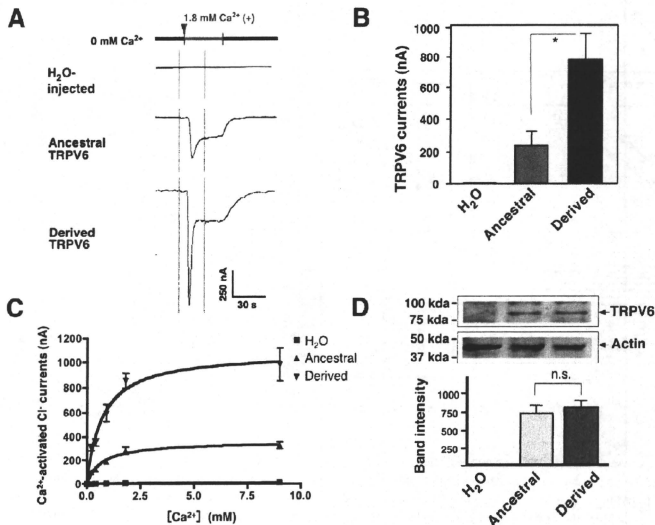 A
1.8 mM Ca²⁺ (+)
0 mM Ca²⁺
H₂O-
injected
Ancestral
TRPV6
Derived
TRPV6
250 nA
30 s
B
TRPV6 currents (nA)
1000
800
600
400
200
0
*
H₂O
Ancestral
Derived
C
Ca²⁺-activated Cl⁻ currents (nA)
1200
1000
800
600
400
200
0
0.0
2.5
5.0
7.5
10.0
[Ca²⁺] (mM)
H₂O
Ancestral
Derived
D
100 kda
75 kda
TRPV6
50 kda
37 kda
Actin
Band intensity
1000
750
500
250
n.s.
H₂O
Ancestral
Derived